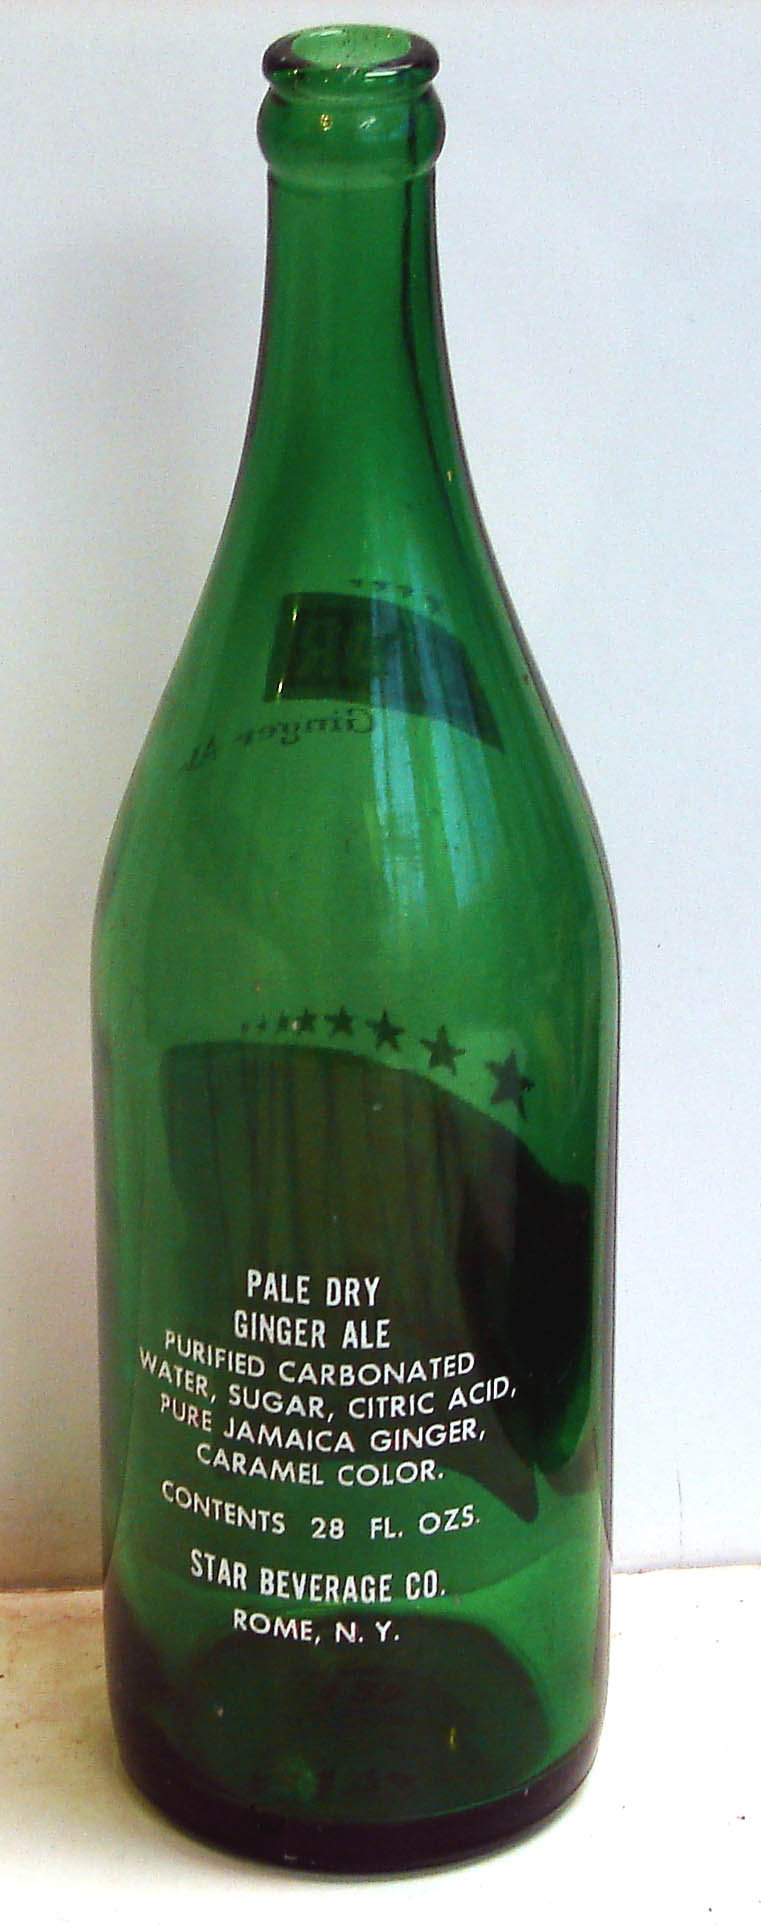 Ginger
PALE DRY
GINGER ALE
PURIFIED CARBONATED
WATER, SUGAR, CITRIC ACID,
PURE JAMAICA GINGER,
CARAMEL COLOR.
CONTENTS 28 FL. OZS.
STAR BEVERAGE CO.
ROME, N. Y.